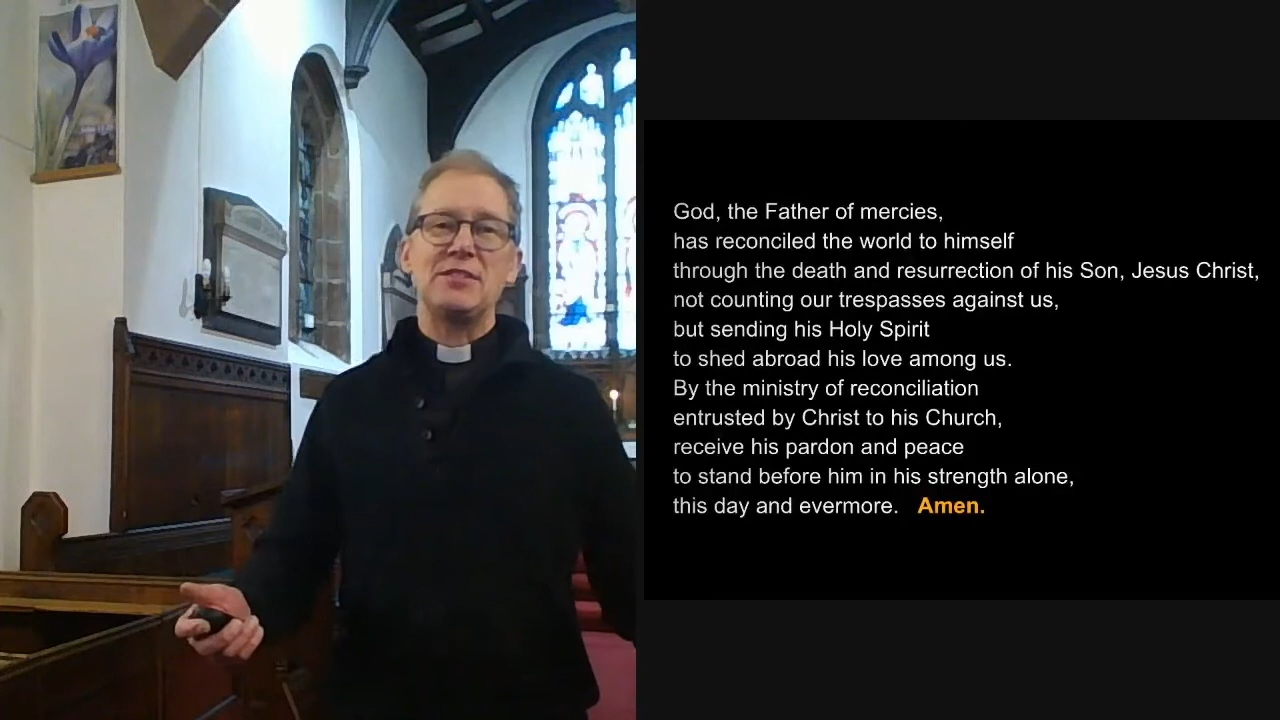 God, the Father of mercies,
has reconciled the world to himself
through the death and resurrection of his Son, Jesus Christ,
not counting our trespasses against us,
but sending his Holy Spirit
to shed abroad his love among us.
By the ministry of reconciliation
entrusted by Christ to his Church,
receive his pardon and peace
to stand before him in his strength alone,
this day and evermore. Amen.